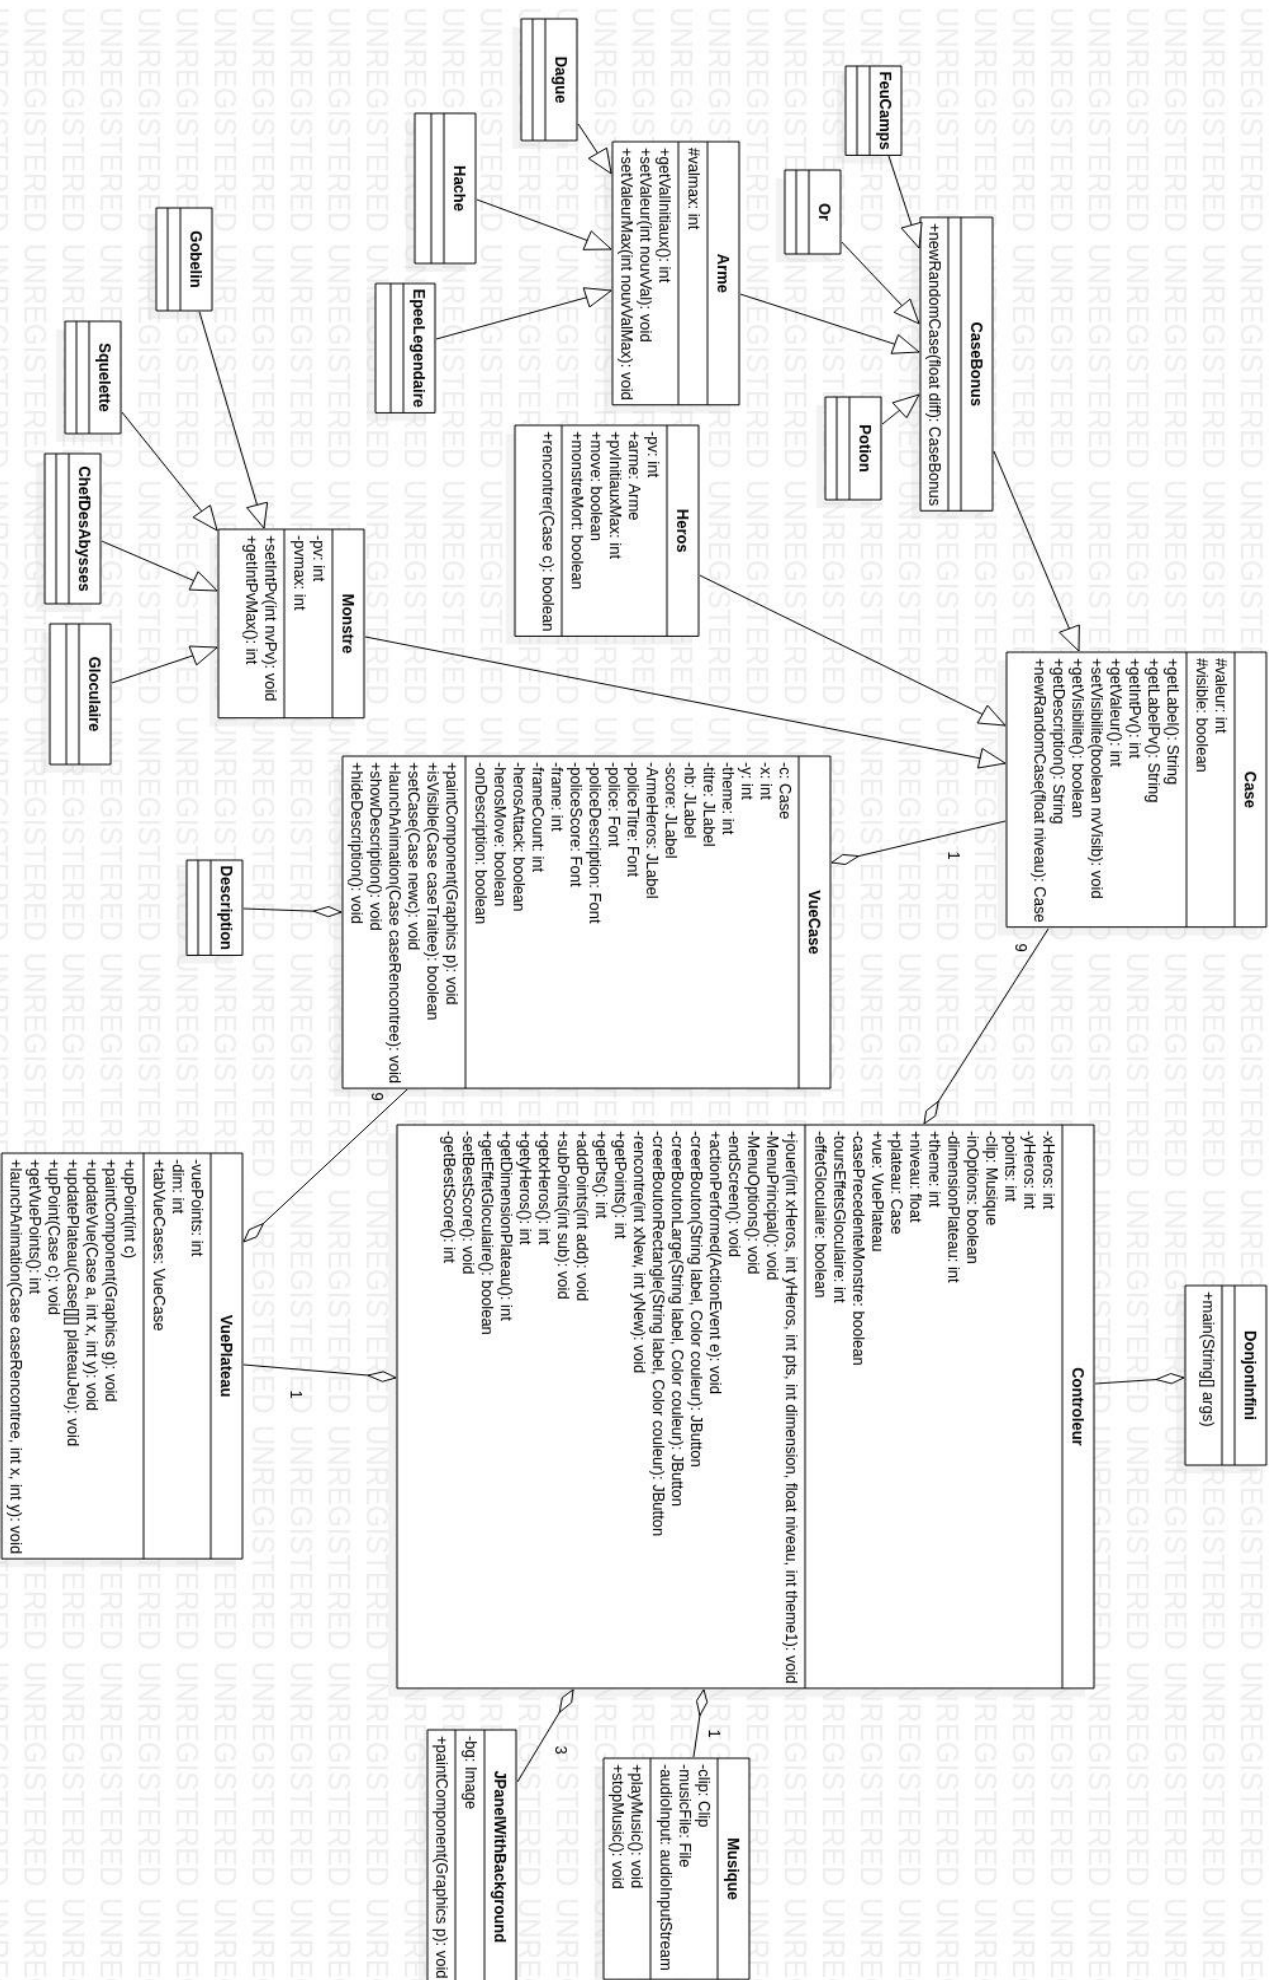 Case
#valeur: int
#visible: boolean
+getLabel(): String
+getLabelPv(): String
+getIntPv(): int
+getValeur(): int
+setVisibilite(boolean nvVisib): void
+getVisibilite(): boolean
+getDescription(): String
+newRandomCase(float niveau): Case
DonjonInfini
+main(String[] args)
CaseBonus
+newRandomCase(float diff): CaseBonus
FeuCamps
Or
Potion
Arme
#valmax: int
+getValInitiaux(): int
+setValeur(int nouvVal): void
+setValeurMax(int nouvValMax): void
Dague
Hache
EpeeLegendaire
Heros
-pv: int
+arme: Arme
+pvInitiauxMax: int
+move: boolean
+monstreMort: boolean
+rencontrer(Case c): boolean
Monstre
-pv: int
-pvmax: int
+setIntPv(int nvPv): void
+getIntPvMax(): int
Gobelin
Squelette
ChefDesAbysses
Gloculaire
1
9
VueCase
-c: Case
-x: int
-y: int
-theme: int
-titre: JLabel
-nb: JLabel
-score: JLabel
-ArmeHeros: JLabel
-policeTitre: Font
-police: Font
-policeDescription: Font
-policeScore: Font
-frame: int
-frameCount: int
-herosAttack: boolean
-herosMove: boolean
-onDescription: boolean
+paintComponent(Graphics p): void
+isVisible(Case caseTraitee): boolean
+setCase(Case newc): void
+launchAnimation(Case caseRencontree): void
+showDescription(): void
+hideDescription(): void
Description
9
Controleur
-xHeros: int
-yHeros: int
-points: int
-clip: Musique
-inOptions: boolean
-dimensionPlateau: int
+theme: int
+niveau: float
+plateau: Case
+vue: VuePlateau
-casePrecedenteMonstre: boolean
-toursEffetsGloculaire: int
-effetGloculaire: boolean
+jouer(int xHeros, int yHeros, int pts, int dimension, float niveau, int theme1): void
-MenuPrincipal(): void
-MenuOptions(): void
-endScreen(): void
+actionPerformed(ActionEvent e): void
-creerBouton(String label, Color couleur): JButton
-creerBoutonLarge(String label, Color couleur): JButton
-creerBoutonRectangle(String label, Color couleur): JButton
-rencontre(int xNew, int yNew): void
+getPoints(): int
+getPts(): int
+addPoints(int add): void
+subPoints(int sub): void
+getxHeros(): int
+getyHeros(): int
+getDimensionPlateau(): int
+getEffetGloculaire(): boolean
-setBestScore(): void
-getBestScore(): int
1
VuePlateau
-vuePoints: int
-dim: int
+tabVueCases: VueCase
+upPoint(int c)
+paintComponent(Graphics g): void
+updateVue(Case a, int x, int y): void
+updatePlateau(Case[][] plateauJeu): void
+upPoint(Case c): void
+getVuePoints(): int
+launchAnimation(Case caseRencontree, int x, int y): void
1
Musique
-clip: Clip
-musicFile: File
-audioInput: audioInputStream
+playMusic(): void
+stopMusic(): void
3
JPanelWithBackground
-bg: Image
+paintComponent(Graphics p): void
UNREGISTERED